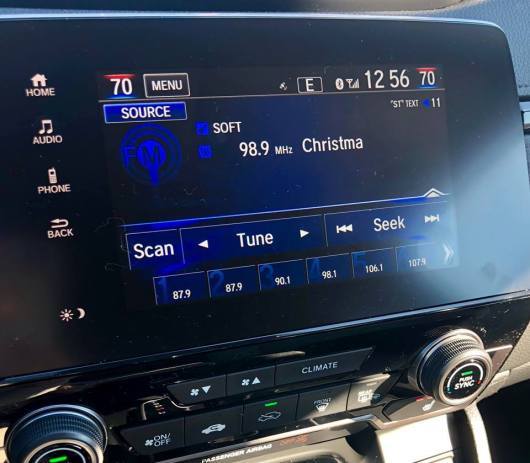 70 MENU E 12 56 70
HOME
SOURCE "ST" TEXT 11
SOFT
AUDIO FM 98.9 MHz Christma
PHONE
BACK
Scan Tune Seek
1 87.9 2 87.9 3 90.1 4 98.1 5 106.1 107.9
CLIMATE
ON/OFF FRONT PUSH SYNC
PASSENGER AIRBAG